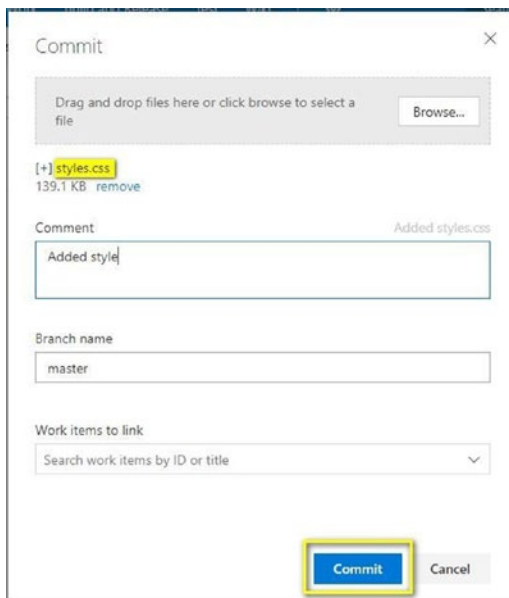 Commit
Drag and drop files here or click browse to select a
file
Browse...
[+] styles.css
139.1 KB remove
Comment
Added styles.css
Added style
Branch name
master
Work items to link
Search work items by ID or title
Commit
Cancel